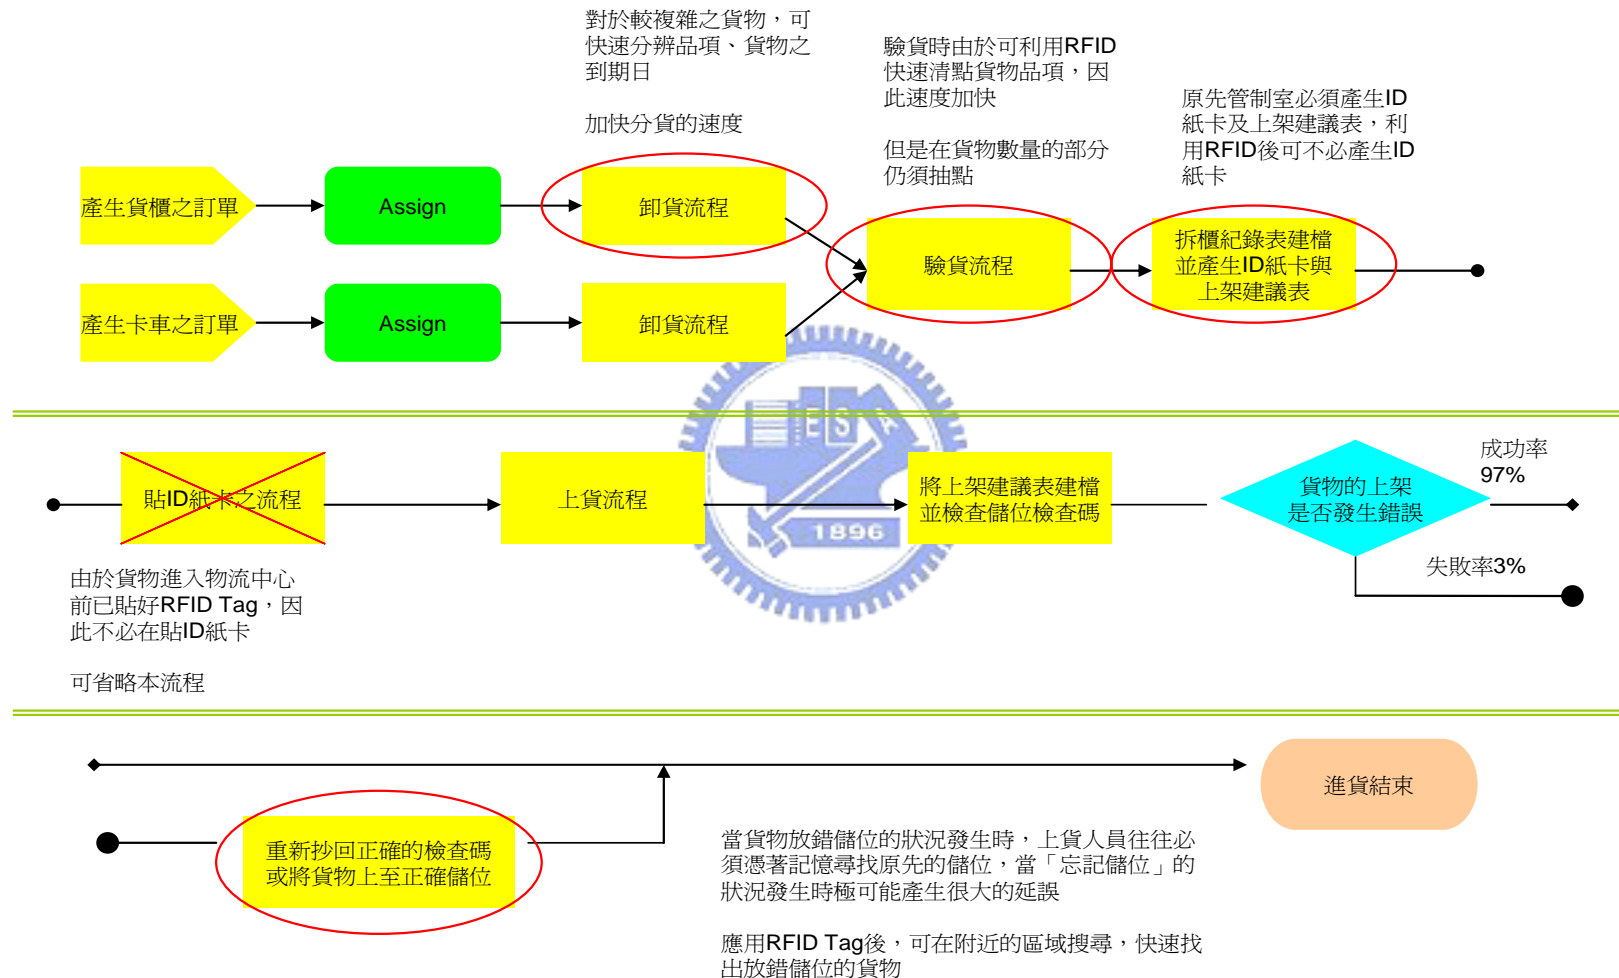 對於較複雜之貨物，可
快速分辨品項、貨物之
到期日
加快分貨的速度
驗貨時由於可利用RFID
快速清點貨物品項，因
此速度加快
但是在貨物數量的部分
仍須抽點
原先管制室必須產生ID
紙卡及上架建議表，利
用RFID後可不必產生ID
紙卡
產生貨櫃之訂單
Assign
卸貨流程
驗貨流程
拆櫃紀錄表建檔
並產生ID紙卡與
上架建議表
產生卡車之訂單
Assign
卸貨流程
貼ID紙卡之流程
上貨流程
將上架建議表建檔
並檢查儲位檢查碼
貨物的上架
是否發生錯誤
成功率
97%
失敗率3%
ES
A
1896
由於貨物進入物流中心
前已貼好RFID Tag，因
此不必在貼ID紙卡
可省略本流程
進貨結束
重新抄回正確的檢查碼
或將貨物上至正確儲位
當貨物放錯儲位的狀況發生時，上貨人員往往必
須憑著記憶尋找原先的儲位，當「忘記儲位」的
狀況發生時極可能產生很大的延誤
應用RFID Tag後，可在附近的區域搜尋，快速找
出放錯儲位的貨物